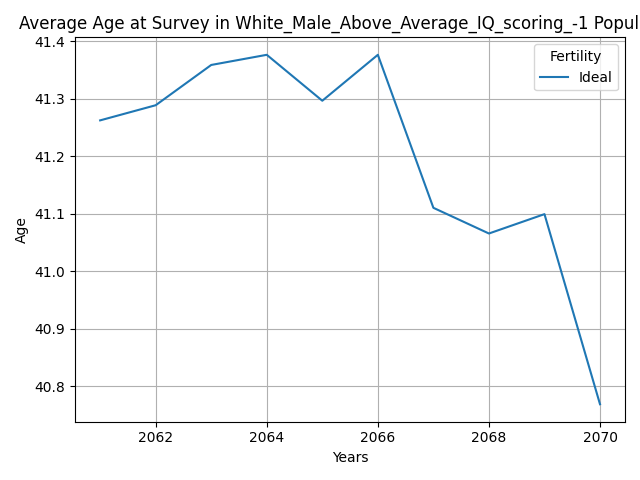 Average Age at Survey in White_Male_Above_Average_IQ_scoring_-1 Popul
41.4
41.3
41.2
41.1
41.0
40.9
40.8
Age
Fertility
Ideal
2062 2064 2066 2068 2070
Years